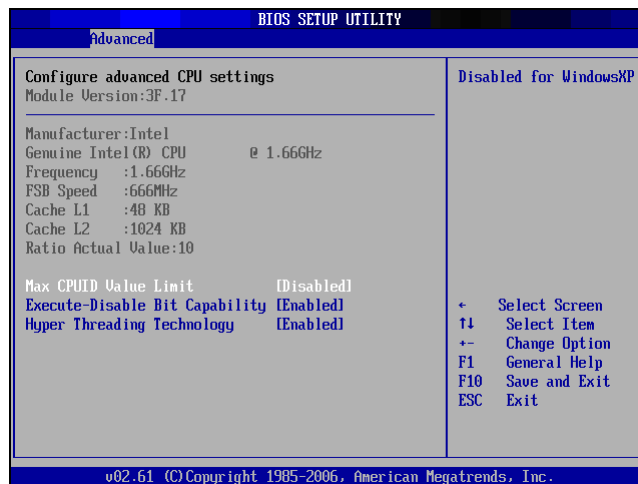 BIOS SETUP UTILITY
Advanced
Configure advanced CPU settings
Module Version:3F.17
Manufacturer:Intel
Genuine Intel(R) CPU @ 1.66GHz
Frequency :1.66GHz
FSB Speed :666MHz
Cache L1 :48 KB
Cache L2 :1024 KB
Ratio Actual Value:10
Max CPUID Value Limit [Disabled]
Execute-Disable Bit Capability [Enabled]
Hyper Threading Technology [Enabled]
Disabled for WindowsXP
← Select Screen
↑↓ Select Item
+- Change Option
F1 General Help
F10 Save and Exit
ESC Exit
v02.61 (C)Copyright 1985-2006, American Megatrends, Inc.